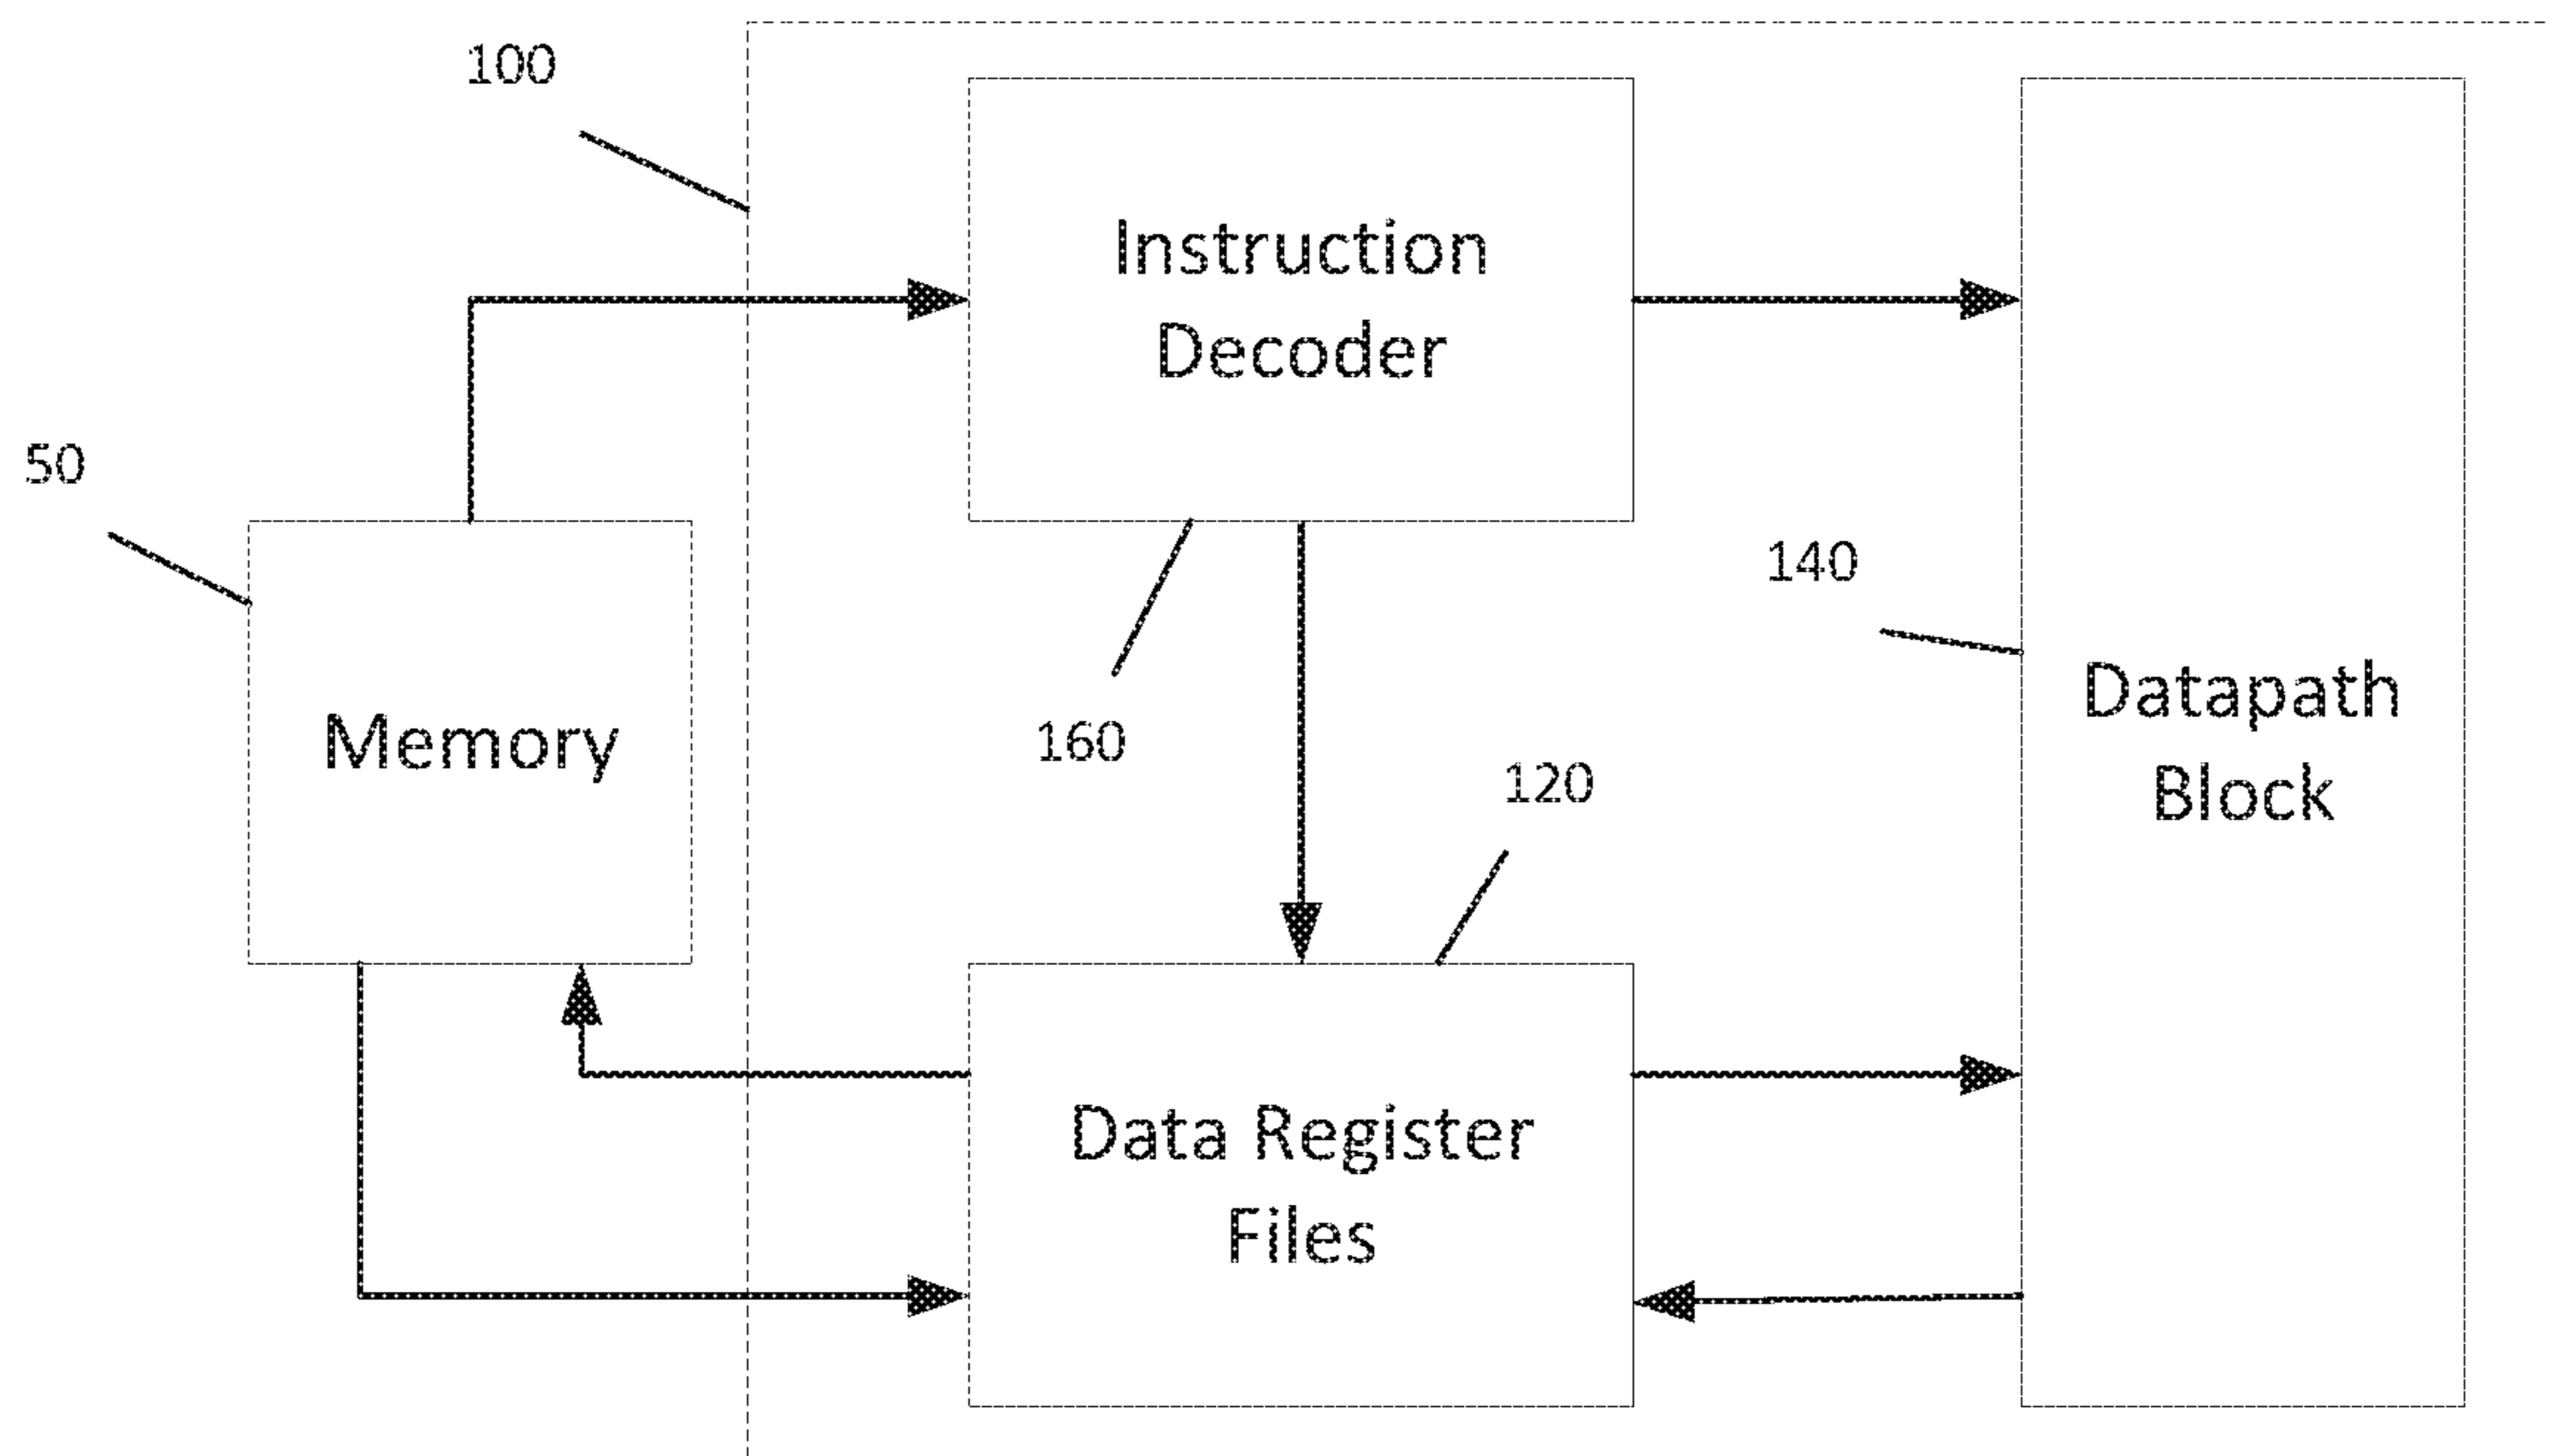 100
Instruction
Decoder
50
140
Memory
Datapath
Block
160
120
Data Register
Files